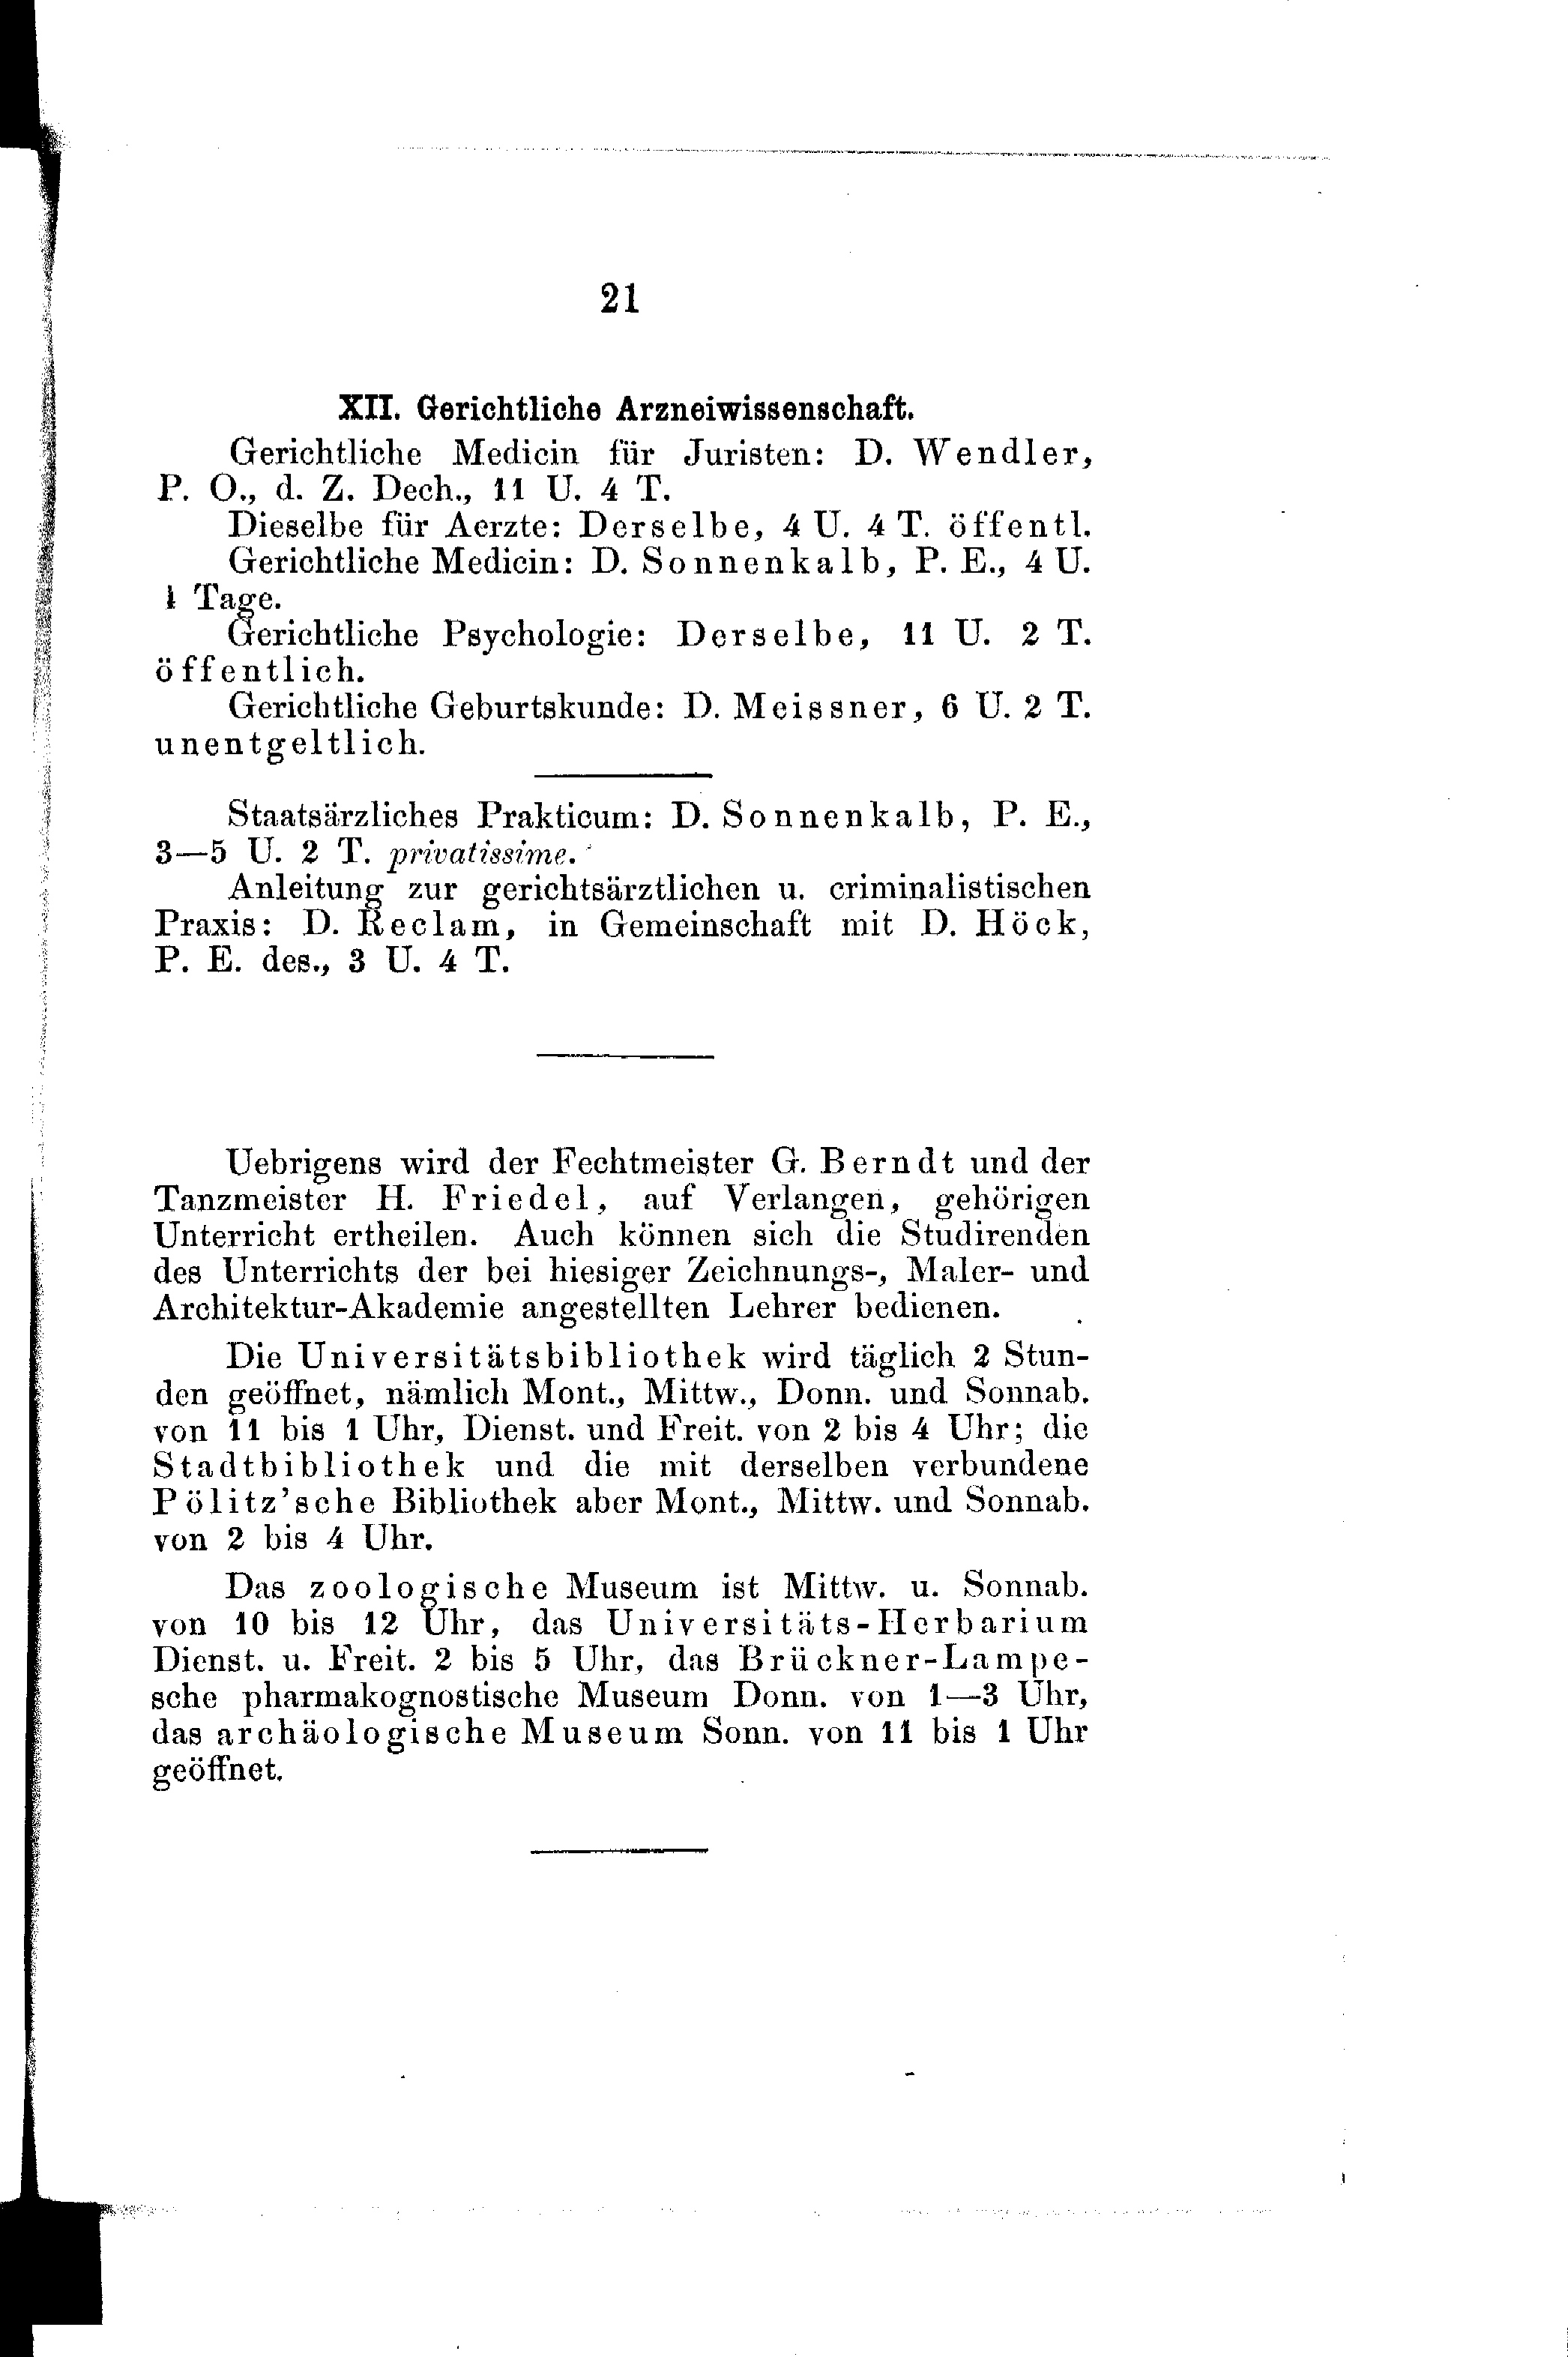 21
XII. Gerichtliche Arzneiwissenschaft.
Gerichtliche Medicin für Juristen: D. Wendler,
P. O., d. Z. Dech., 11 U. 4 T.
Dieselbe für Aerzte: Derselbe, 4 U. 4 T. öffentl.
Gerichtliche Medicin: D. Sonnenkalb, P. E., 4 U.
Tage.
Gerichtliche Psychologie: Derselbe, 11 U. 2 T.
öffentlich.
Gerichtliche Geburtskunde: D. Meissner, 6 U. 2 T.
unentgeltlich.
Staatsärzliches Prakticum: D. Sonnenkalb, P. E.,
3—5 U. 2 T. privatissime.
Anleitung zur gerichtsärztlichen u. criminalistischen
Praxis: D. Reclam, in Gemeinschaft mit D. Höck,
P. E. des., 3 U. 4 T.
Uebrigens wird der Fechtmeister G. Berndt und der
Tanzmeister H. Friedel, auf Verlangen, gehörigen
Unterricht ertheilen. Auch können sich die Studirenden
des Unterrichts der bei hiesiger Zeichnungs-, Maler- und
Architektur-Akademie angestellten Lehrer bedienen.
Die Universitätsbibliothek wird täglich 2 Stun-
den geöffnet, nämlich Mont., Mittw., Donn. und Sonnab.
von 11 bis 1 Uhr, Dienst. und Freit. von 2 bis 4 Uhr; die
Stadtbibliothek und die mit derselben verbundene
Pölitz'sche Bibliothek aber Mont., Mittw. und Sonnab.
von 2 bis 4 Uhr.
Das zoologische Museum ist Mittw. u. Sonnab.
von 10 bis 12 Uhr, das Universitäts-Herbarium
Dienst. u. Freit. 2 bis 5 Uhr, das Brückner-Lampe-
sche pharmakognostische Museum Donn. von 1—3 Uhr,
das archäologische Museum Sonn. von 11 bis 1 Uhr
geöffnet.